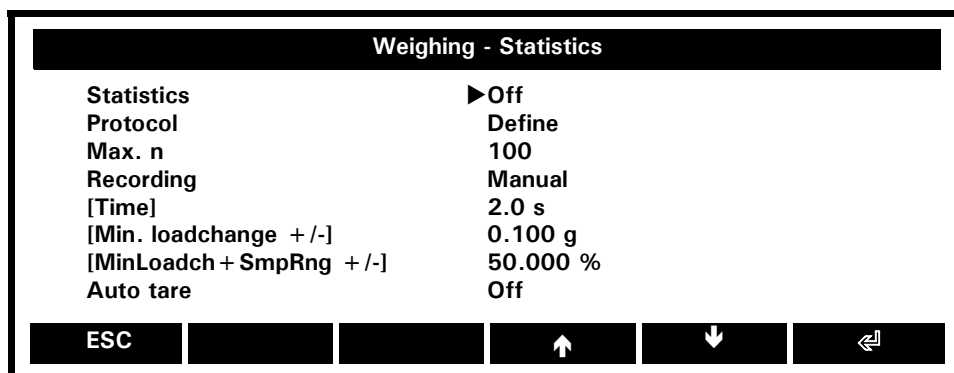 Weighing - Statistics
Statistics ▶Off
Protocol Define
Max. n 100
Recording Manual
[Time] 2.0 s
[Min. loadchange +/-] 0.100 g
[MinLoadch+SmpRng +/-] 50.000 %
Auto tare Off
ESC